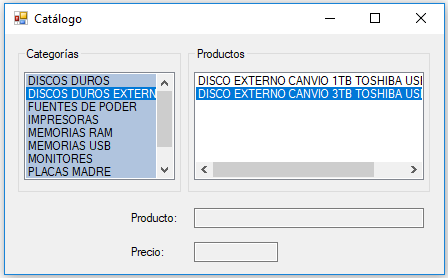 Catálogo
Categorías
Productos
DISCOS DUROS
DISCOS DUROS EXTERN
FUENTES DE PODER
IMPRESORAS
MEMORIAS RAM
MEMORIAS USB
MONITORES
PLACAS MADRE
DISCO EXTERNO CANVIO 1TB TOSHIBA USI
DISCO EXTERNO CANVIO 3TB TOSHIBA USI
Producto:
Precio: